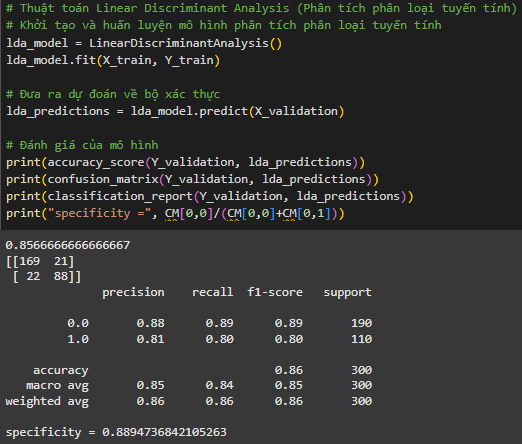 # Thuật toán Linear Discriminant Analysis (Phân tích phân loại tuyến tính)
# Khởi tạo và huấn luyện mô hình phân tích phân loại tuyến tính
lda_model = LinearDiscriminantAnalysis()
lda_model.fit(X_train, Y_train)

# Đưa ra dự đoán về bộ xác thực
lda_predictions = lda_model.predict(X_validation)

# Đánh giá của mô hình
print(accuracy_score(Y_validation, lda_predictions))
print(confusion_matrix(Y_validation, lda_predictions))
print(classification_report(Y_validation, lda_predictions))
print("specificity =", CM[0,0]/(CM[0,0]+CM[0,1]))
0.8566666666666667
[[169  21]
 [ 22  88]]
              precision    recall  f1-score   support

         0.0       0.88      0.89      0.89       190
         1.0       0.81      0.80      0.80       110

    accuracy                           0.86       300
   macro avg       0.85      0.84      0.85       300
weighted avg       0.86      0.86      0.86       300

specificity = 0.8894736842105263